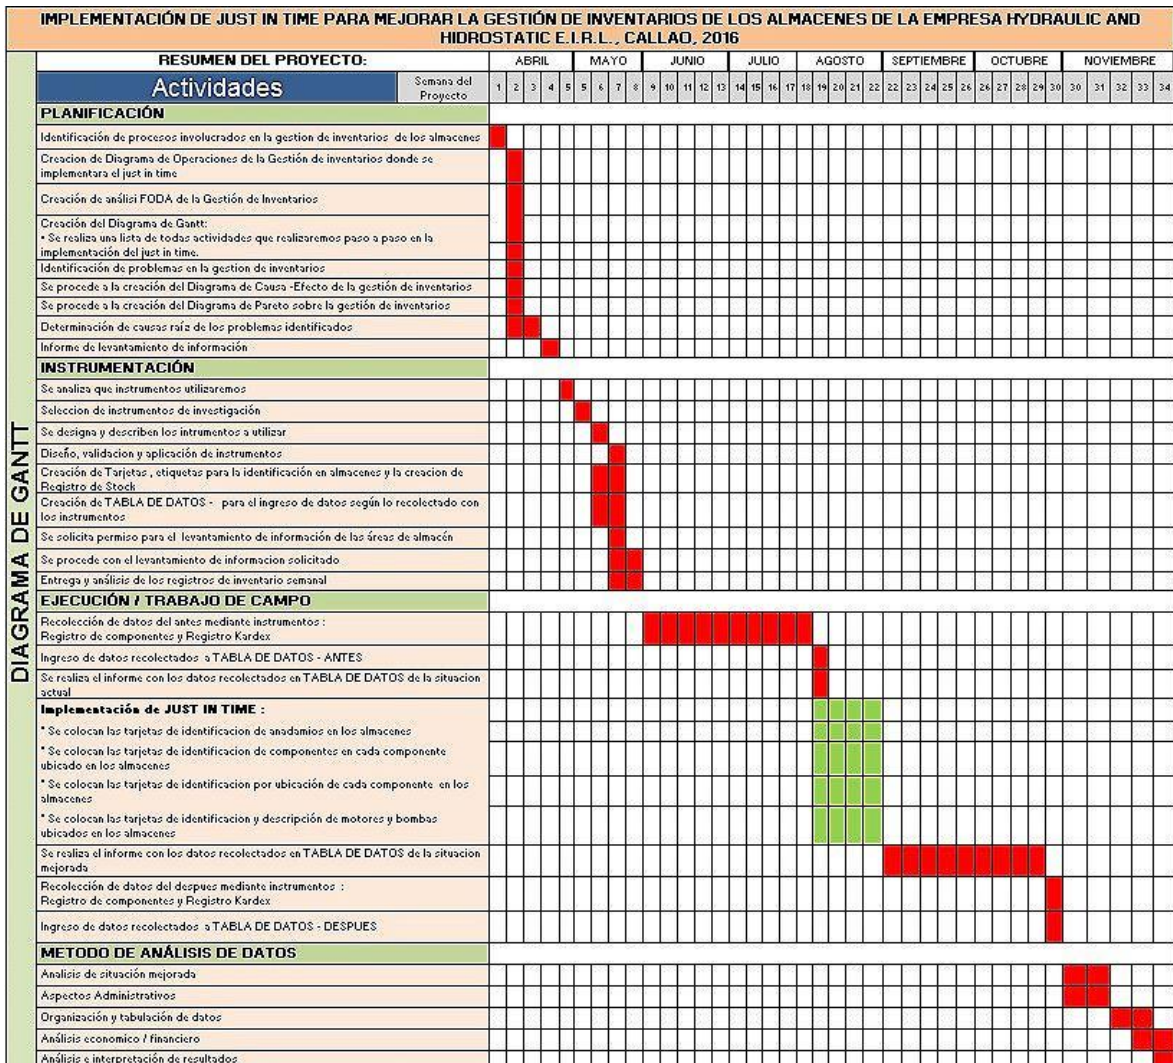 IMPLEMENTACIÓN DE JUST IN TIME PARA MEJORAR LA GESTIÓN DE INVENTARIOS DE LOS ALMACENES DE LA EMPRESA HYDRAULIC AND
HIDROSTATIC E.I.R.L., CALLAO, 2016
DIAGRAMA DE GANTT
RESUMEN DEL PROYECTO:
ABRIL MAYO JUNIO JULIO AGOSTO SEPTIEMBRE OCTUBRE NOVIEMBRE
Actividades
Semana del
Proyecto
1 2 3 4 5 5 6 7 8 9 10 11 12 13 14 15 16 17 18 19 20 21 22 22 23 24 25 26 26 27 28 29 30 30 31 32 33 34
PLANIFICACIÓN
Identificación de procesos involucrados en la gestion de inventarios de los almacenes
Creacion de Diagrama de Operaciones de la Gestión de inventarios donde se
implementara el just in time
Creación de análisi FODA de la Gestión de Inventarios
Creación del Diagrama de Gantt:
* Se realiza una lista de todas actividades que realizaremos paso a paso en la
implementación del just in time.
Identificación de problemas en la gestion de inventarios
Se procede a la creación del Diagrama de Causa -Efecto de la gestión de inventarios
Se procede a la creación del Diagrama de Pareto sobre la gestión de inventarios
Determinación de causas raíz de los problemas identificados
Informe de levantamiento de información
INSTRUMENTACIÓN
Se analiza que instrumentos utilizaremos
Seleccion de instrumentos de investigación
Se designa y describen los intrumentos a utilizar
Diseño, validacion y aplicación de instrumentos
Creación de Tarjetas , etiquetas para la identificación en almacenes y la creacion de
Registro de Stock
Creación de TABLA DE DATOS - para el ingreso de datos según lo recolectado con
los instrumentos
Se solicita permiso para el levantamiento de información de las áreas de almacén
Se procede con el levantamiento de informacion solicitado
Entrega y análisis de los registros de inventario semanal
EJECUCIÓN / TRABAJO DE CAMPO
Recolección de datos del antes mediante instrumentos :
Registro de componentes y Registro Kardex
Ingreso de datos recolectados a TABLA DE DATOS - ANTES
Se realiza el informe con los datos recolectados en TABLA DE DATOS de la situacion
actual
Implementación de JUST IN TIME :
* Se colocan las tarjetas de identificacion de anadamios en los almacenes
* Se colocan las tarjetas de identificacion de componentes en cada componente
ubicado en los almacenes
* Se colocan las tarjetas de identificacion por ubicación de cada componente en los
almacenes
* Se colocan las tarjetas de identificacion y descripción de motores y bombas
ubicados en los almacenes
Se realiza el informe con los datos recolectados en TABLA DE DATOS de la situacion
mejorada
Recolección de datos del despues mediante instrumentos :
Registro de componentes y Registro Kardex
Ingreso de datos recolectados a TABLA DE DATOS - DESPUES
METODO DE ANÁLISIS DE DATOS
Analisis de situación mejorada
Aspectos Administrativos
Organización y tabulación de datos
Análisis economico / financiero
Análisis e interpretación de resultados